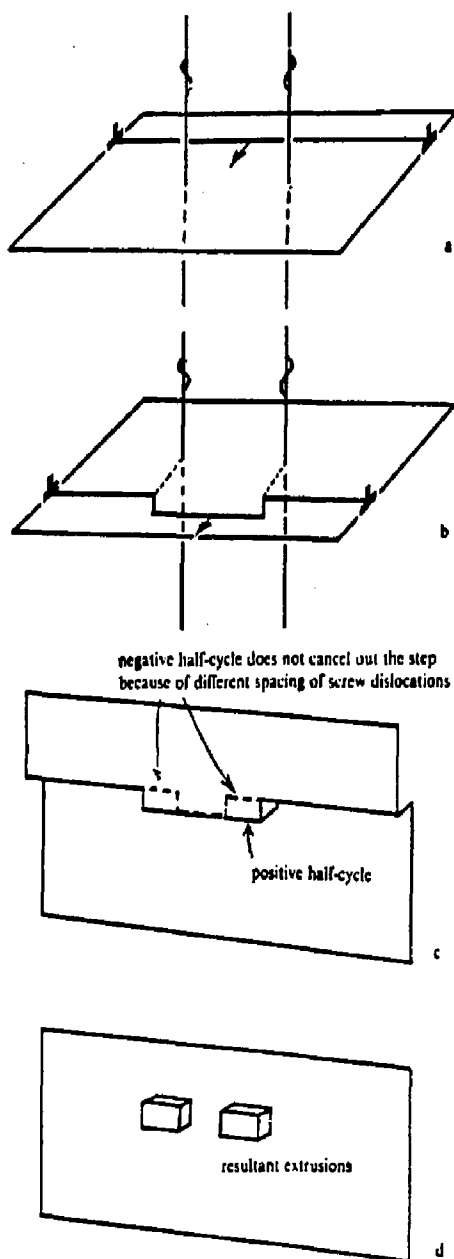 a
b
negative half-cycle does not cancel out the step
because of different spacing of screw dislocations
positive half-cycle
c
resultant extrusions
d